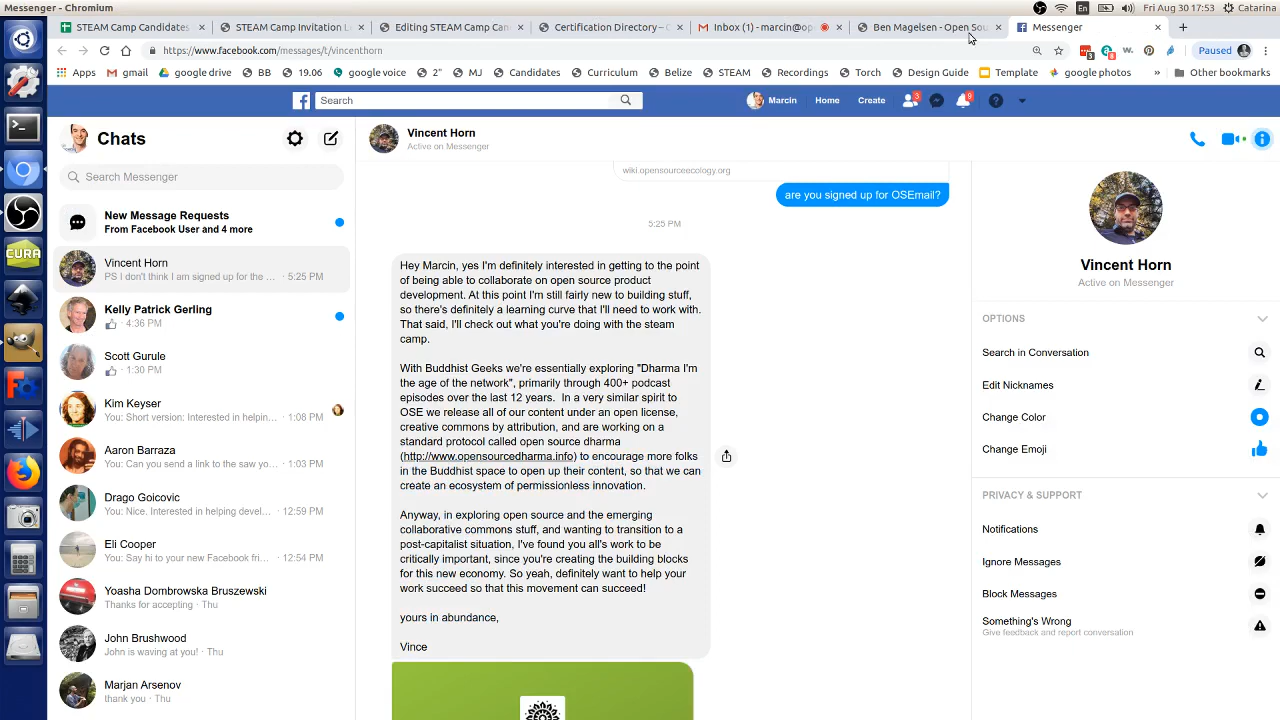 Messenger - Chromium
En
Fri Aug 30 17:53
Catarina
STEAM Camp Candidates
STEAM Camp Invitation
Editing STEAM Camp Can
Certification Directory –
Inbox (1) - marcin@op
Ben Magelsen - Open Sou
Messenger
https://www.facebook.com/messages/t/vincenthorn
Paused
Apps
gmail
google drive
BB
19.06
google voice
2"
MJ
Candidates
Curriculum
Belize
STEAM
Recordings
Torch
Design Guide
Template
google photos
»
Other bookmarks
Search
Marcin
Home
Create
3
9
Chats
Search Messenger
New Message Requests
From Facebook User and 4 more
Vincent Horn
PS I don't think I am signed up for the ... · 5:25 PM
Kelly Patrick Gerling
4:36 PM
Scott Gurule
1:30 PM
Kim Keyser
You: Short version: Interested in helpin... · 1:08 PM
Aaron Barraza
You: Can you send a link to the saw yo... · 1:03 PM
Drago Goicovic
You: Nice. Interested in helping devel... · 12:59 PM
Eli Cooper
You: Say hi to your new Facebook fri... · 12:54 PM
Yoasha Dombrowska Bruszewski
Thanks for accepting · Thu
John Brushwood
John is waving at you! · Thu
Marjan Arsenov
thank you · Thu
Vincent Horn
Active on Messenger
wiki.opensourceecology.org
are you signed up for OSEmail?
5:25 PM
Hey Marcin, yes I'm definitely interested in getting to the point
of being able to collaborate on open source product
development. At this point I'm still fairly new to building stuff,
so there's definitely a learning curve that I'll need to work with.
That said, I'll check out what you're doing with the steam
camp.
With Buddhist Geeks we're essentially exploring "Dharma I'm
the age of the network", primarily through 400+ podcast
episodes over the last 12 years. In a very similar spirit to
OSE we release all of our content under an open license,
creative commons by attribution, and are working on a
standard protocol called open source dharma
(http://www.opensourcedharma.info) to encourage more folks
in the Buddhist space to open up their content, so that we can
create an ecosystem of permissionless innovation.
Anyway, in exploring open source and the emerging
collaborative commons stuff, and wanting to transition to a
post-capitalist situation, I've found you all's work to be
critically important, since you're creating the building blocks
for this new economy. So yeah, definitely want to help your
work succeed so that this movement can succeed!
yours in abundance,
Vince
Vincent Horn
Active on Messenger
OPTIONS
Search in Conversation
Edit Nicknames
Change Color
Change Emoji
PRIVACY & SUPPORT
Notifications
Ignore Messages
Block Messages
Something's Wrong
Give feedback and report conversation
CURA